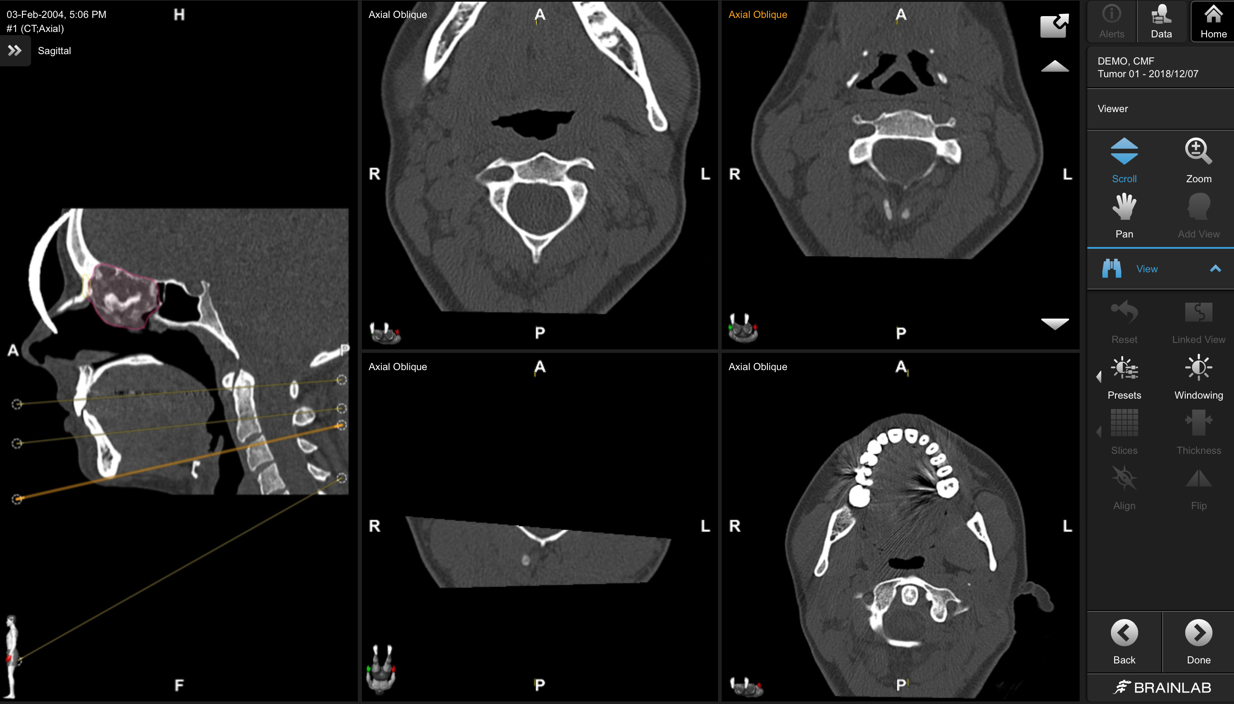 03-Feb-2004, 5:06 PM
#1 (CT;Axial)
Sagittal
H
A
P
F
Axial Oblique
A
R
L
P
Axial Oblique
A
R
L
P
Axial Oblique
A
R
L
P
Axial Oblique
A
R
L
P
Alerts
Data
Home
DEMO, CMF
Tumor 01 - 2018/12/07
Viewer
Scroll
Zoom
Pan
Add View
View
Reset
Linked View
Presets
Windowing
Slices
Thickness
Align
Flip
Back
Done
BRAINLAB